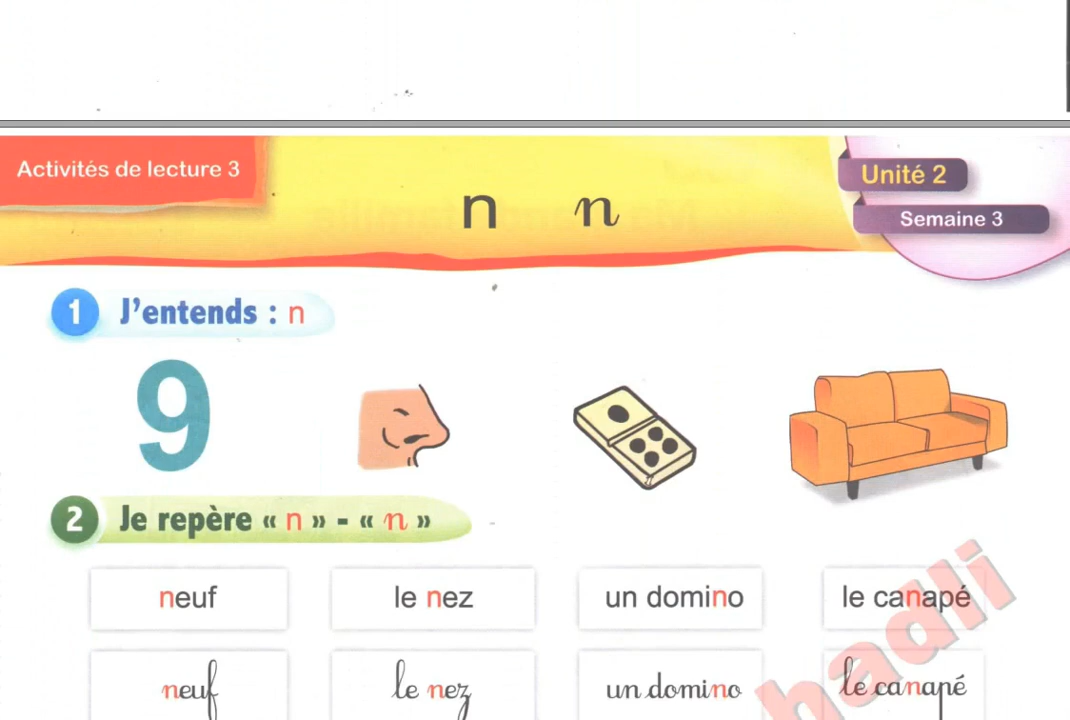 Activités de lecture 3
n n
Unité 2
Semaine 3
1 J'entends : n
9
2 Je repère « n » - « n »
neuf le nez un domino le canapé
neuf le nez un domino le canapé
hadli